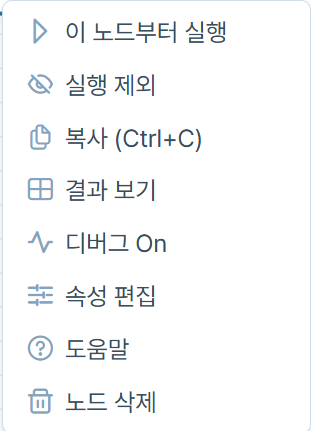 이 노드부터 실행
실행 제외
복사 (Ctrl+C)
결과 보기
디버그 On
속성 편집
도움말
노드 삭제